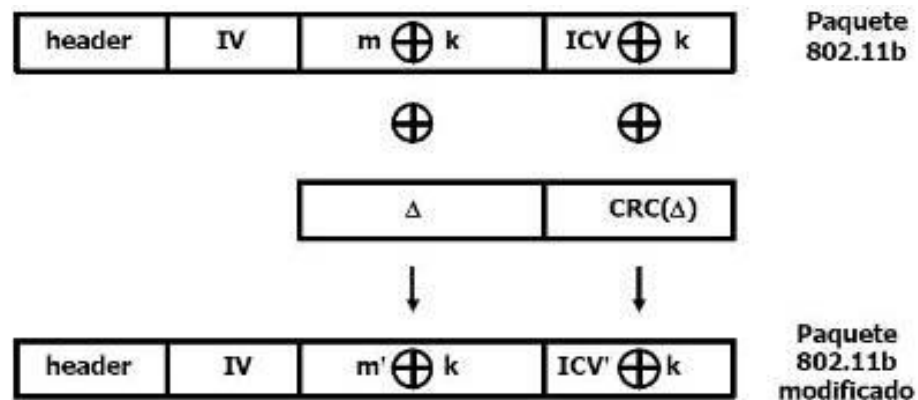 header IV m ⊕ k ICV ⊕ k
Paquete
802.11b
⊕ ⊕
Δ CRC(Δ)
header IV m' ⊕ k ICV' ⊕ k
Paquete
802.11b
modificado